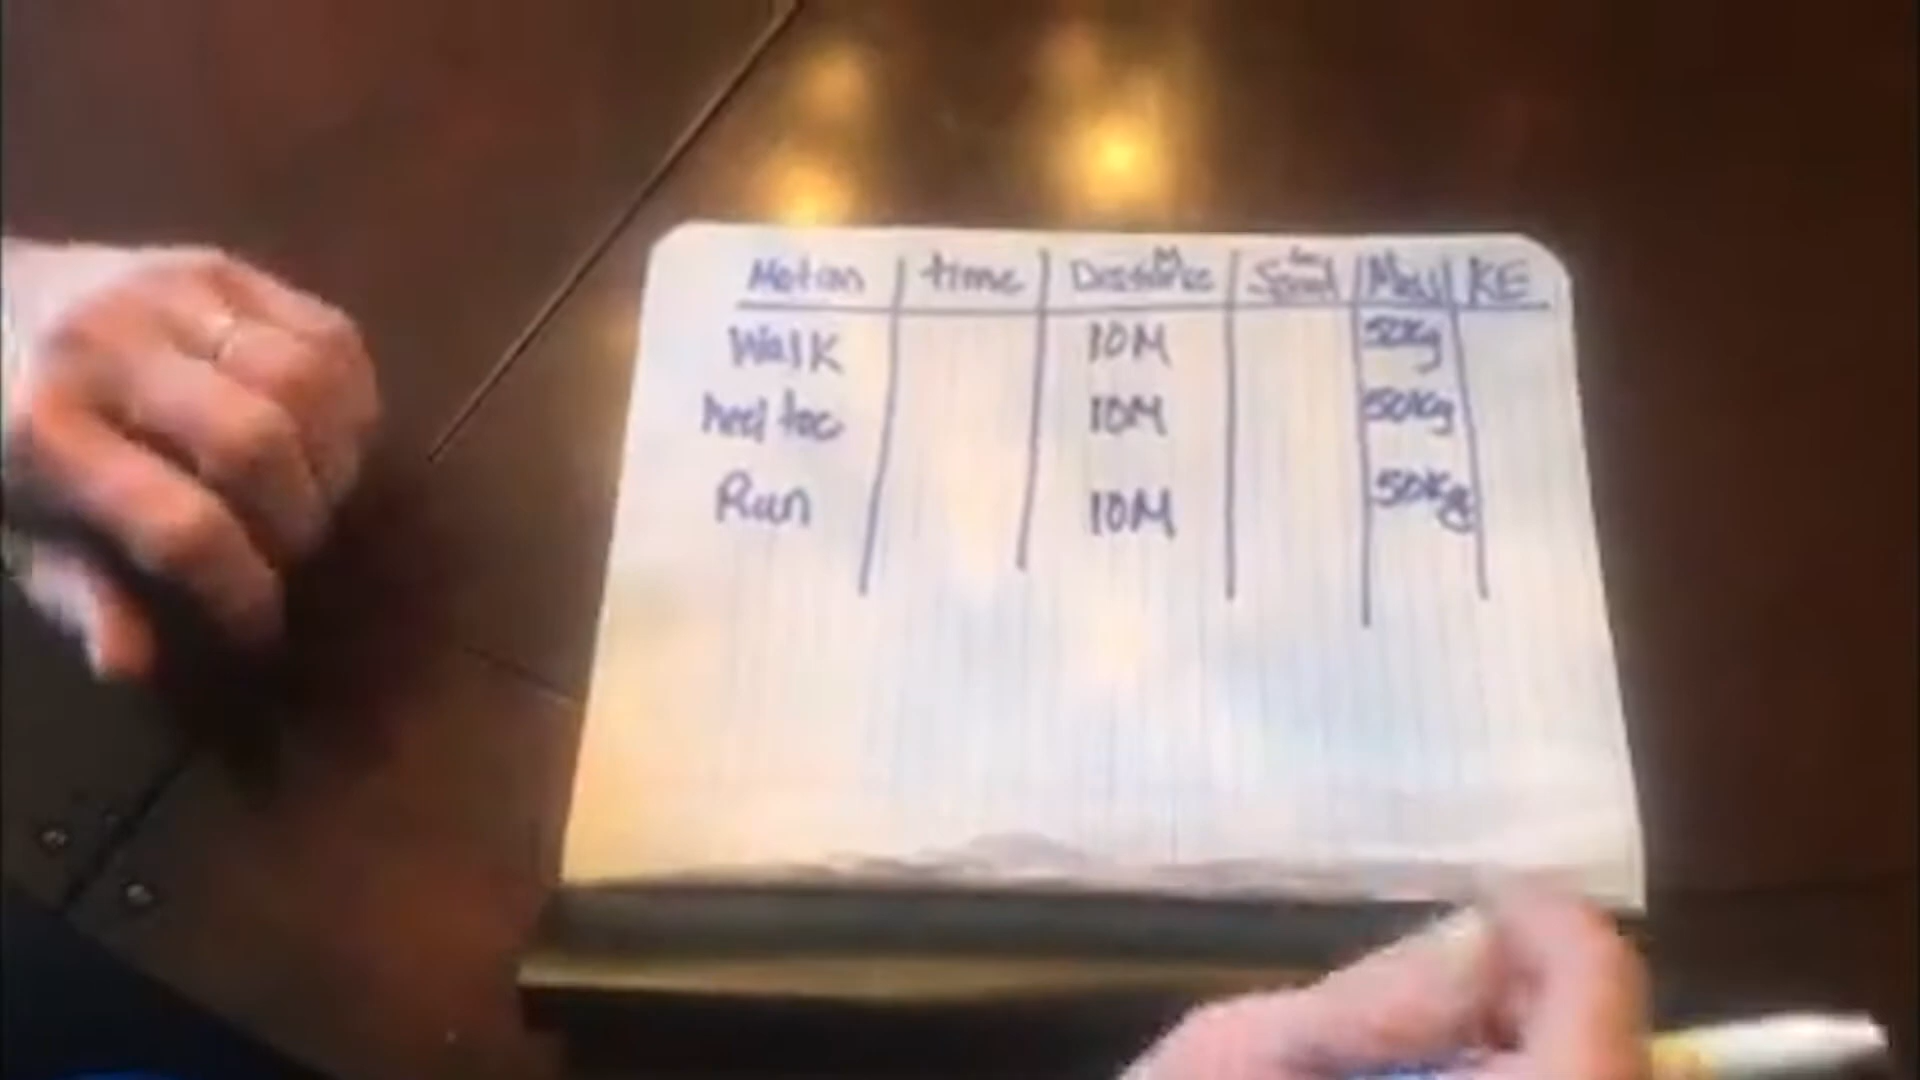 Motion time Distance M Speed Mass KE
Walk 10M 50Kg
heel toe 10M 50Kg
Run 10M 50Kg